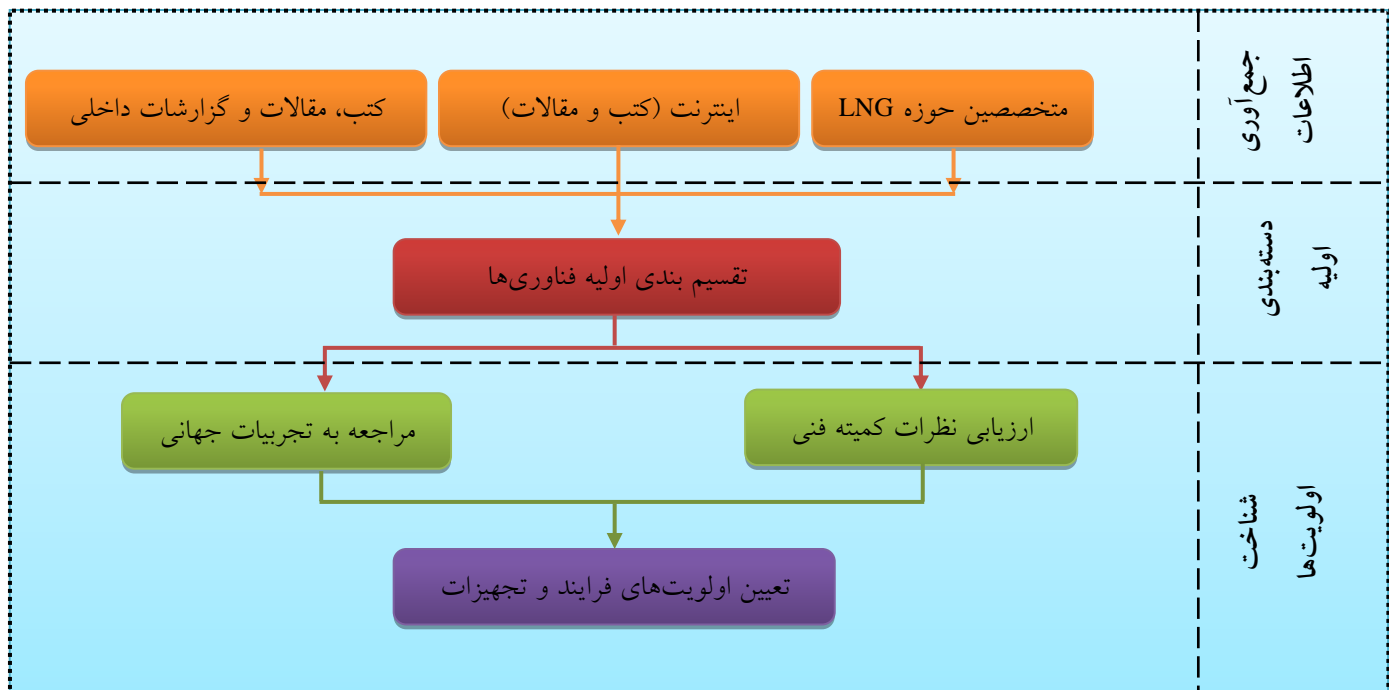 جمع‌آوری
اطلاعات
متخصصین حوزه LNG
اینترنت (کتب و مقالات)
کتب، مقالات و گزارشات داخلی
دسته‌بندی
اولیه
تقسیم بندی اولیه فناوری‌ها
شناخت
اولویت‌ها
ارزیابی نظرات کمیته فنی
مراجعه به تجربیات جهانی
تعیین اولویت‌های فرایند و تجهیزات